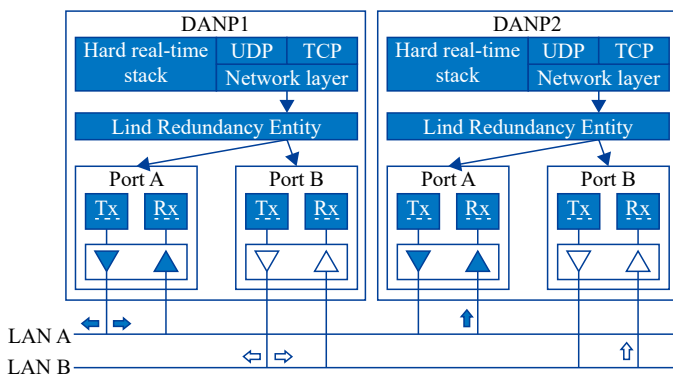 DANP1
Hard real-time stack
UDP
TCP
Network layer
Lind Redundancy Entity
Port A
Tx
Rx
Port B
Tx
Rx
DANP2
Hard real-time stack
UDP
TCP
Network layer
Lind Redundancy Entity
Port A
Tx
Rx
Port B
Tx
Rx
LAN A
LAN B